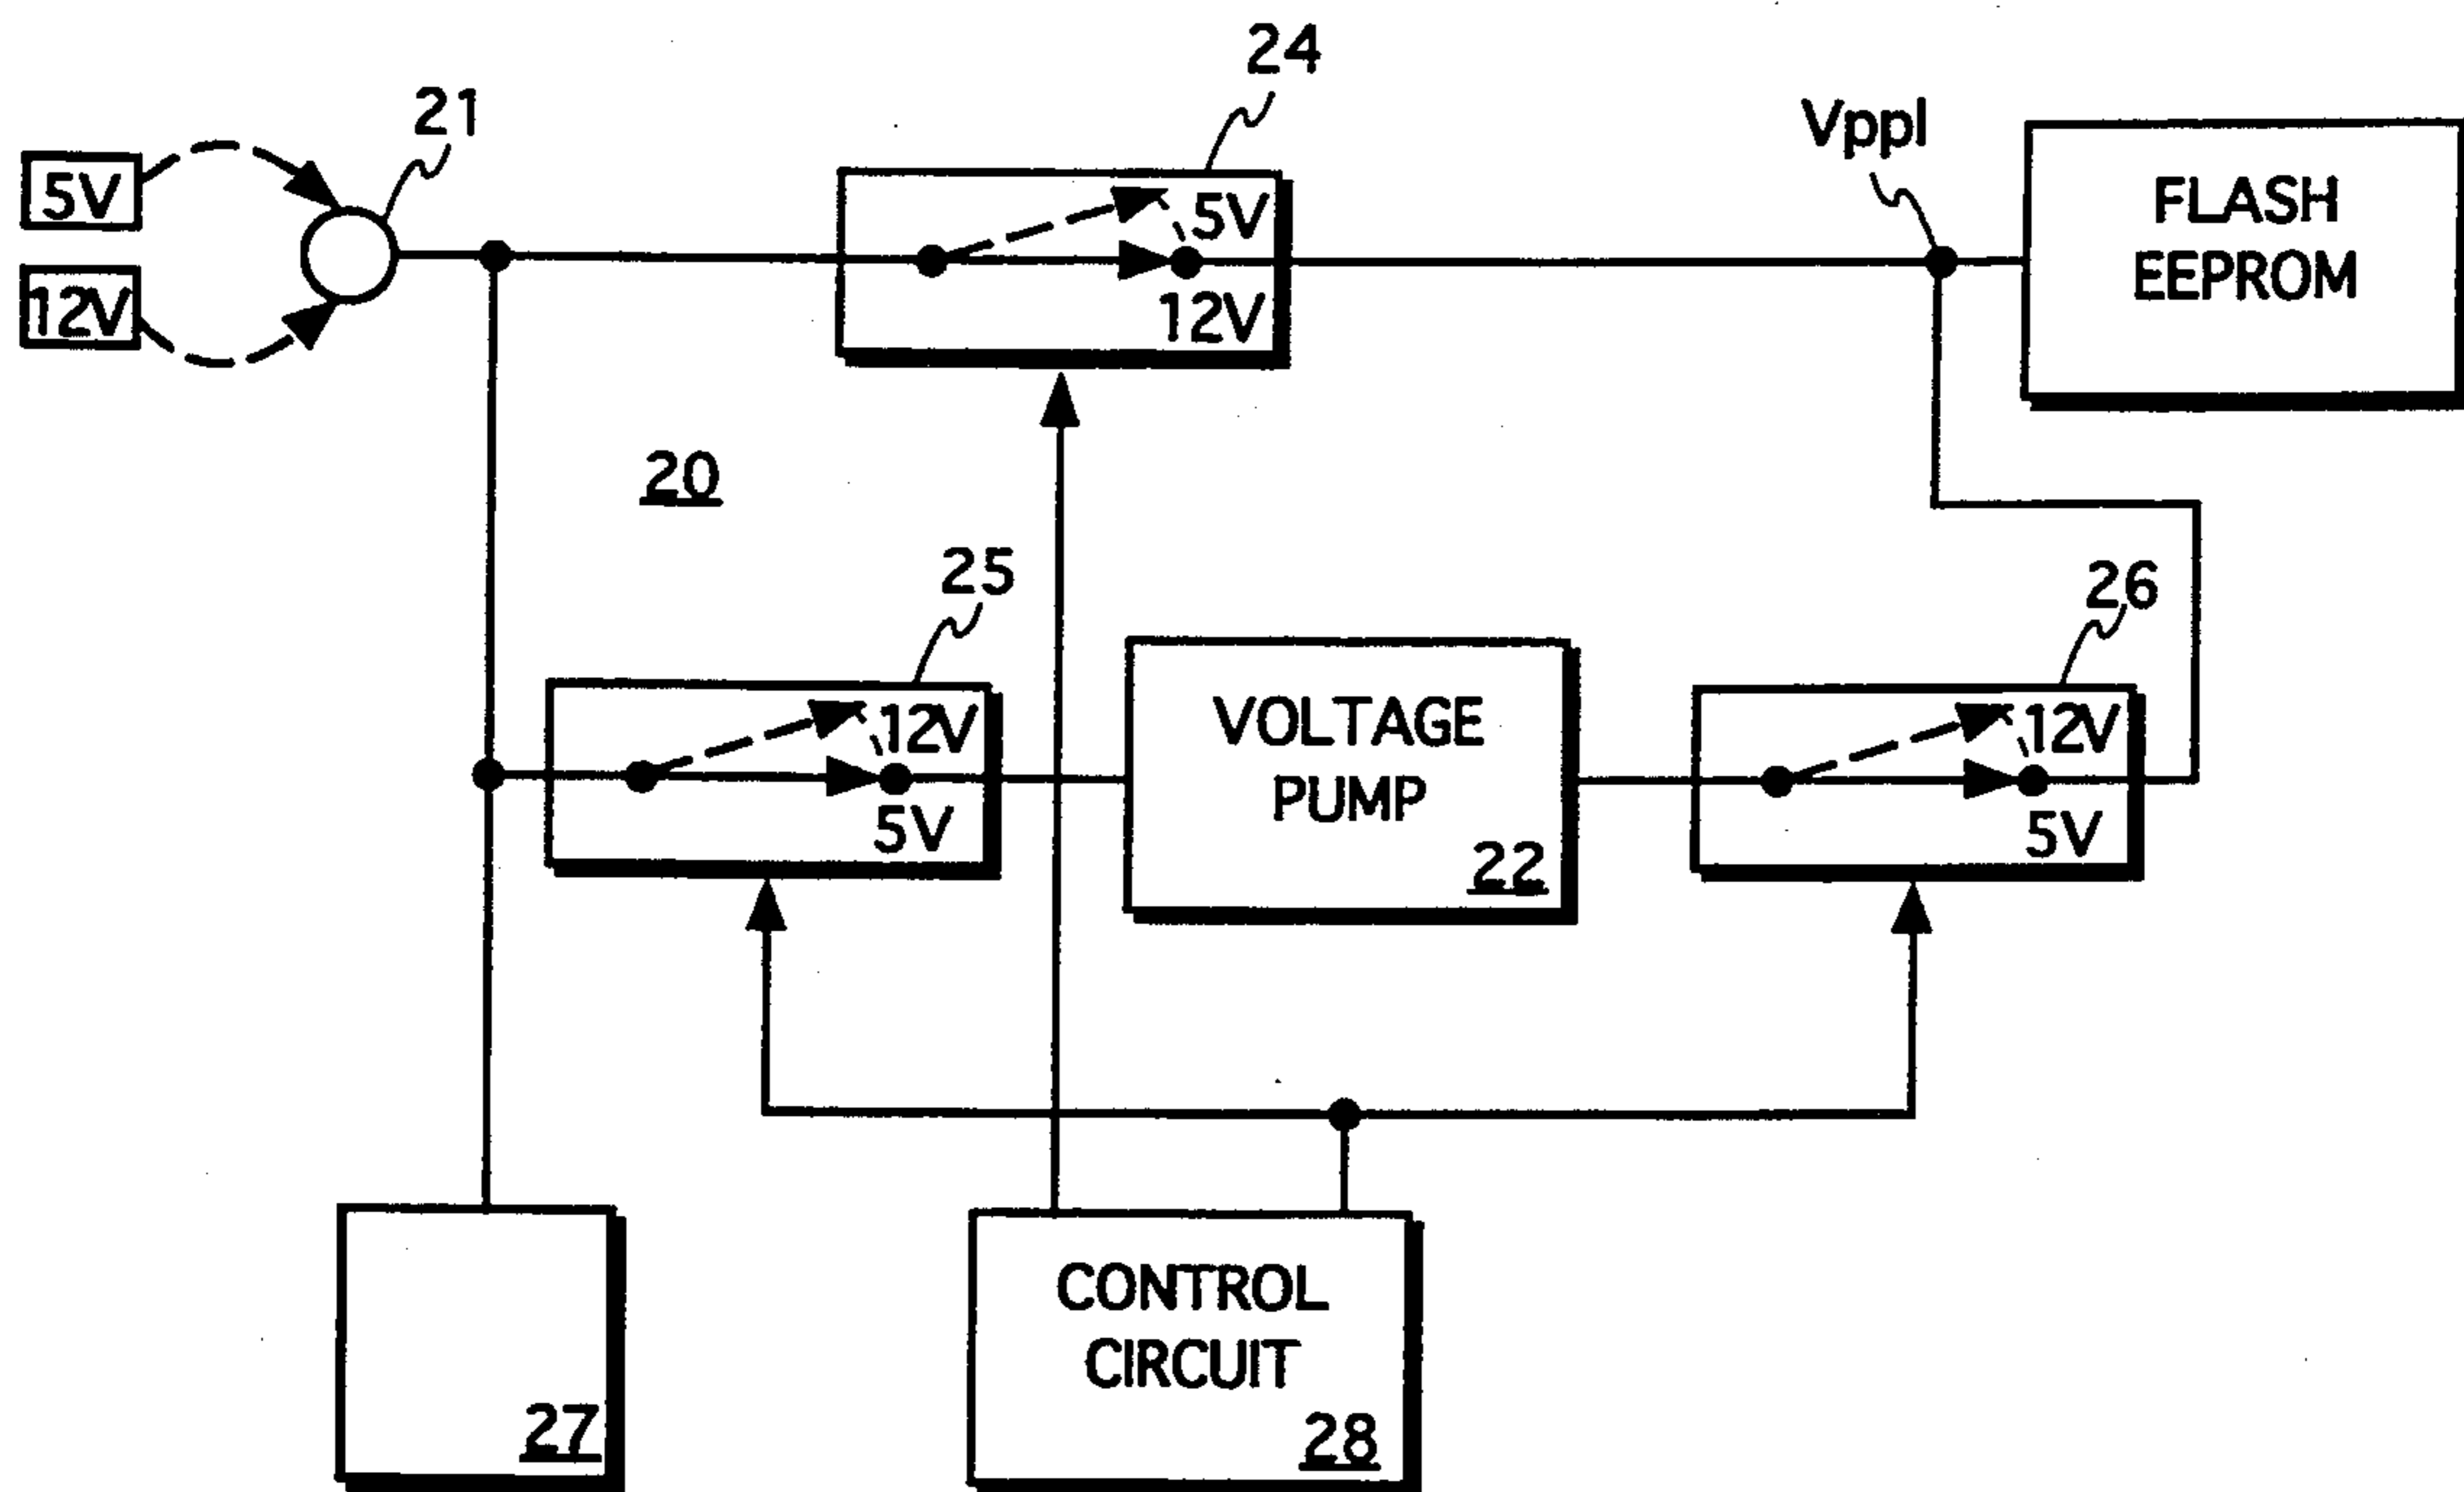 24
21
Vppl
5V
5V
FLASH
EEPROM
12V
12V
20
25
26
12V
VOLTAGE
PUMP
12V
5V
5V
22
CONTROL
CIRCUIT
27
28